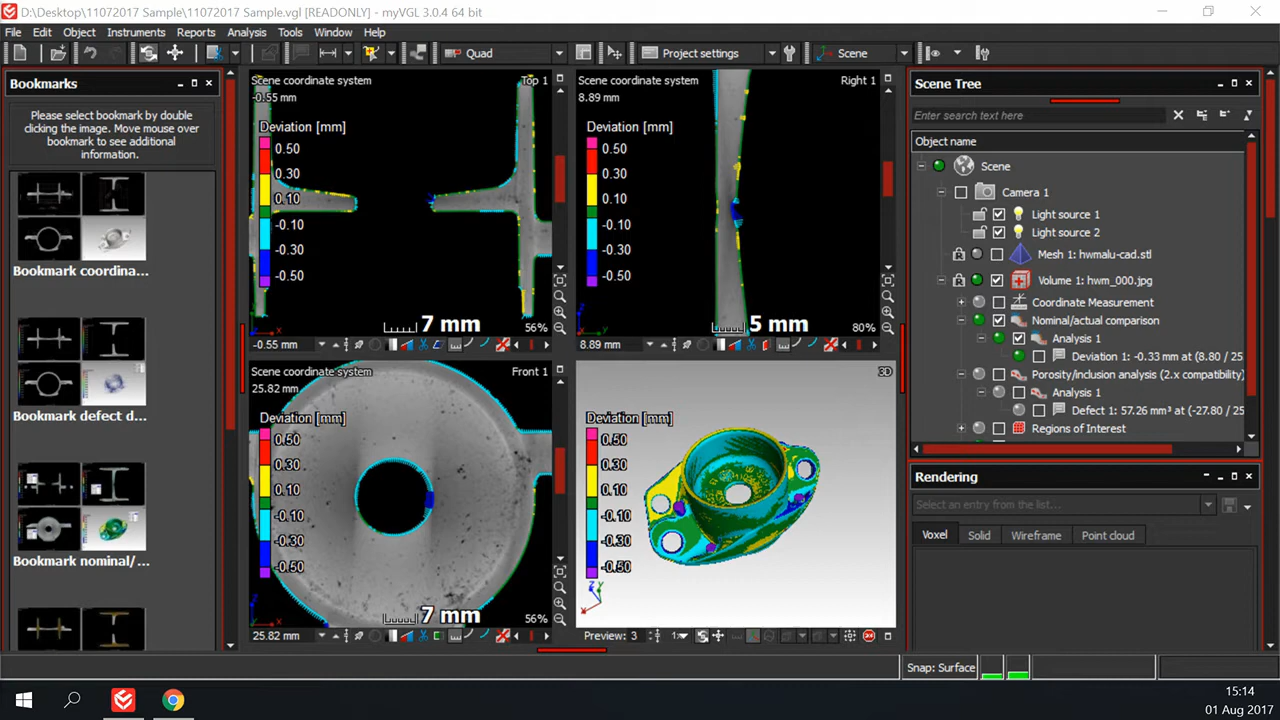 D:\Desktop\11072017 Sample\11072017 Sample.vgl [READONLY] - myVGL 3.0.4 64 bit
File Edit Object Instruments Reports Analysis Tools Window Help
Quad
Project settings
Scene
Bookmarks
Please select bookmark by double
clicking the image. Move mouse over
bookmark to see additional
information.
Bookmark coordina...
Bookmark defect d...
Bookmark nominal/...
Scene coordinate system
Top 1
-0.55 mm
Deviation [mm]
0.50
0.30
0.10
-0.10
-0.30
-0.50
7 mm
56%
-0.55 mm
Scene coordinate system
Right 1
8.89 mm
Deviation [mm]
0.50
0.30
0.10
-0.10
-0.30
-0.50
5 mm
80%
8.89 mm
Scene coordinate system
Front 1
25.82 mm
Deviation [mm]
0.50
0.30
0.10
-0.10
-0.30
-0.50
7 mm
56%
25.82 mm
3D
Deviation [mm]
0.50
0.30
0.10
-0.10
-0.30
-0.50
Preview: 3
Scene Tree
Enter search text here
Object name
Scene
Camera 1
Light source 1
Light source 2
Mesh 1: hwmalu-cad.stl
Volume 1: hwm_000.jpg
Coordinate Measurement
Nominal/actual comparison
Analysis 1
Deviation 1: -0.33 mm at (8.80 / 25
Porosity/inclusion analysis (2.x compatibility)
Analysis 1
Defect 1: 57.26 mm³ at (-27.80 / 25
Regions of Interest
Rendering
Select an entry from the list...
Voxel Solid Wireframe Point cloud
Snap: Surface
15:14
01 Aug 2017